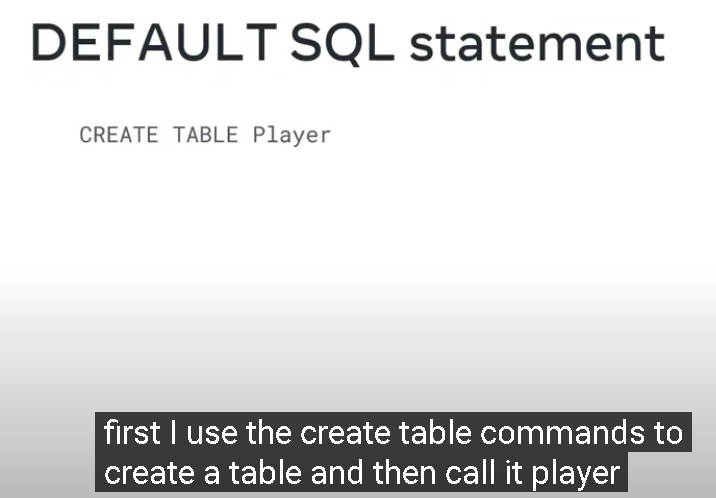 DEFAULT SQL statement
CREATE TABLE Player
first I use the create table commands to
create a table and then call it player